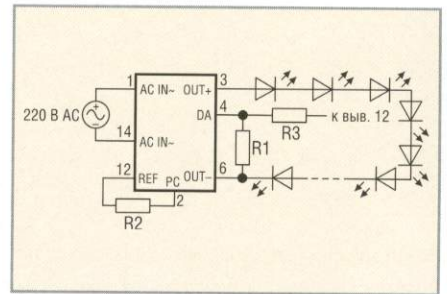 1
AC IN~ OUT+
3
DA
4
220 В AC
к выв. 12
R3
14
AC IN~
R1
12
REF
PC
OUT–
6
2
R2